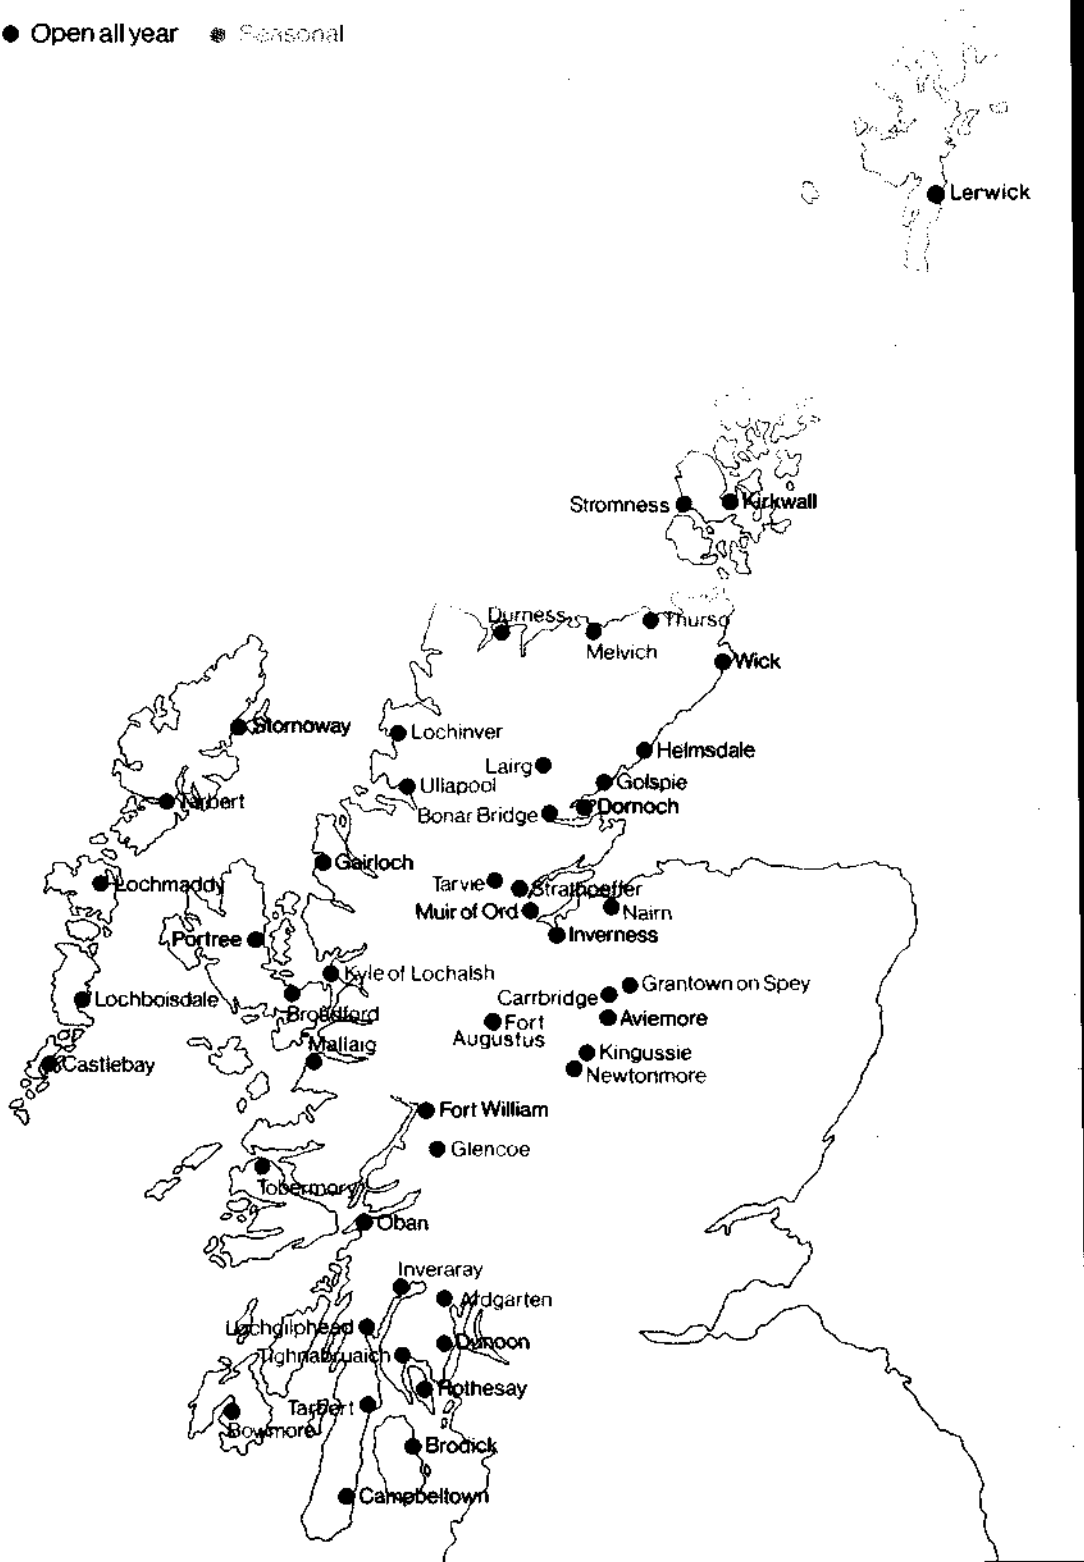 Open all year Seasonal
Lerwick
Stromness Kirkwall
Durness Thurso
Melvich
Wick
Stornoway Lochinver
Helmsdale
Lairg
Ullapool Golspie
Tarbert Bonar Bridge Dornoch
Gairloch
Lochmaddy Tarvie Strathpeffer
Muir of Ord Nairn
Portree Inverness
Kyle of Lochalsh
Grantown on Spey
Lochboisdale Carrbridge
Broadford Fort Aviemore
Augustus
Mallaig
Kingussie
Castlebay Newtonmore
Fort William
Glencoe
Tobermory
Oban
Inveraray
Ardgarten
Lochgilphead
Dunoon
Tighnabruaich
Rothesay
Tarbert
Bowmore
Brodick
Campbeltown